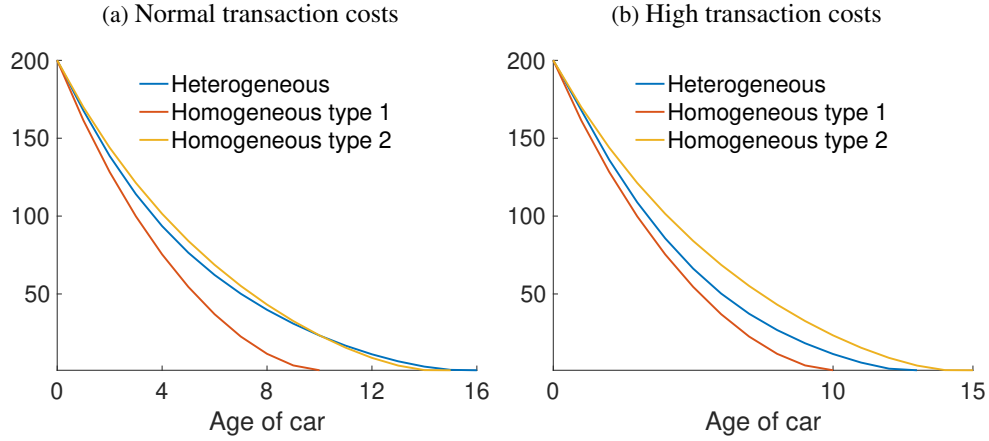 (a) Normal transaction costs
200
150
100
50
Heterogeneous
Homogeneous type 1
Homogeneous type 2
0 4 8 12 16
Age of car
(b) High transaction costs
200
150
100
50
Heterogeneous
Homogeneous type 1
Homogeneous type 2
0 10 15
Age of car